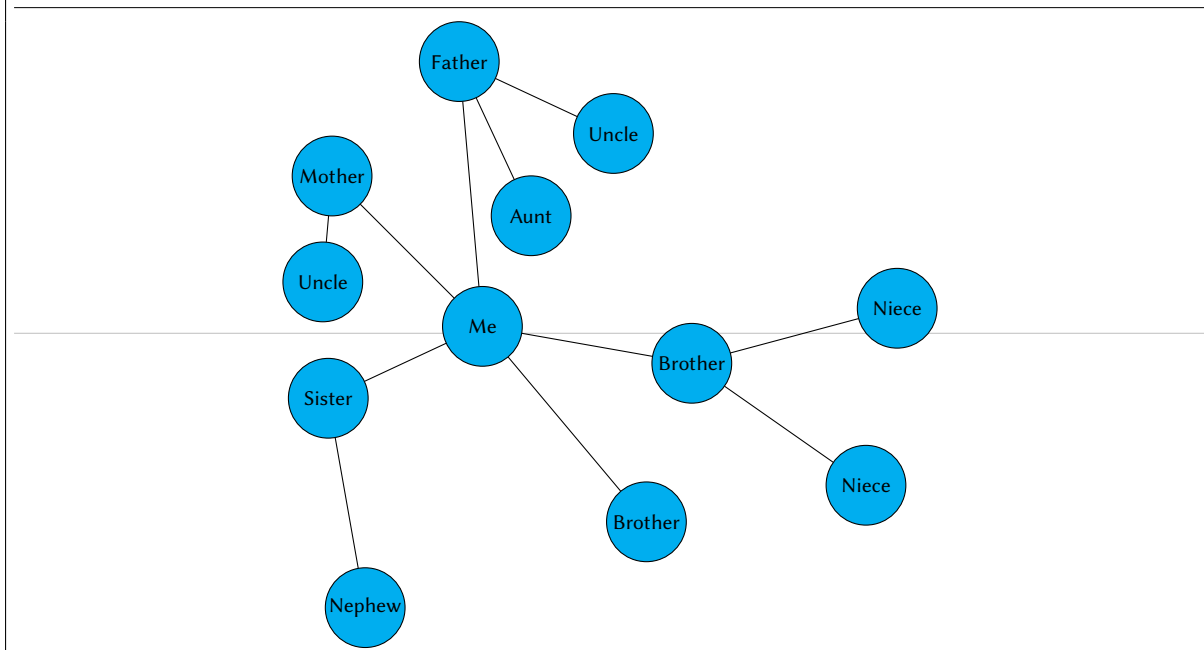 Father
Uncle
Mother
Aunt
Uncle
Niece
Me
Brother
Sister
Niece
Brother
Nephew